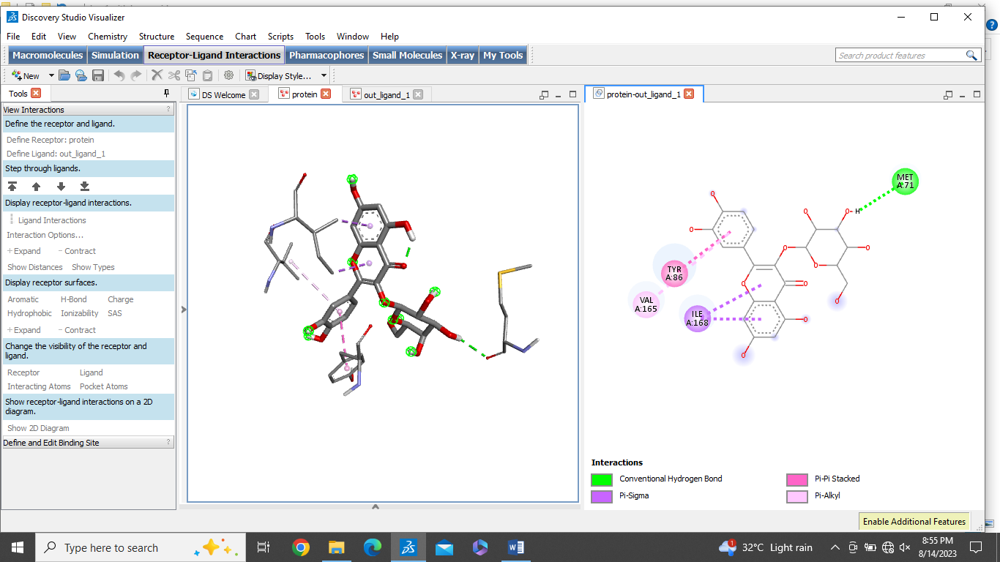 Discovery Studio Visualizer
File Edit View Chemistry Structure Sequence Chart Scripts Tools Window Help
Macromolecules Simulation Receptor-Ligand Interactions Pharmacophores Small Molecules X-ray My Tools
Search product features
New Display Style...
Tools
DS Welcome protein out_ligand_1
protein-out_ligand_1
View Interactions ?
Define the receptor and ligand.
Define Receptor: protein
Define Ligand: out_ligand_1
Step through ligands.
Display receptor-ligand interactions.
Ligand Interactions
Interaction Options...
+ Expand − Contract
Show Distances Show Types
Display receptor surfaces.
Aromatic H-Bond Charge
Hydrophobic Ionizability SAS
+ Expand − Contract
Change the visibility of the receptor and
ligand.
Receptor Ligand
Interacting Atoms Pocket Atoms
Show receptor-ligand interactions on a 2D
diagram.
Show 2D Diagram
Define and Edit Binding Site ?
MET
A:71
O
O O H
O
O O
O
TYR
A:86
O
O
O
VAL
A:165
ILE
A:168
O
O
O
Interactions
Conventional Hydrogen Bond
Pi-Sigma
Pi-Pi Stacked
Pi-Alkyl
Enable Additional Features
Type here to search
1
32°C Light rain
8:55 PM
8/14/2023